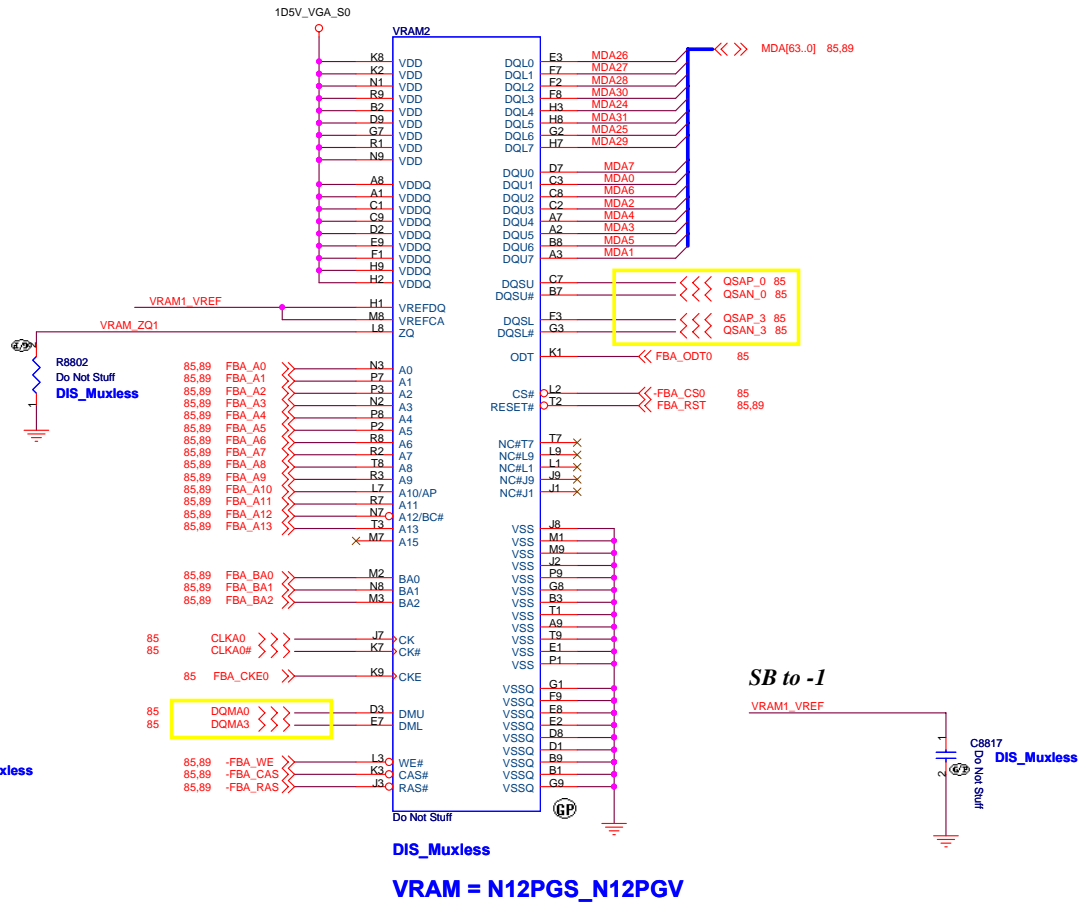 1D5V_VGA_S0
VRAM2
K8 VDD DQL0 E3 MDA26 MDA[63..0] 85,89
K2 VDD DQL1 F7 MDA27
N1 VDD DQL2 F2 MDA28
R9 VDD DQL3 F8 MDA30
B2 VDD DQL4 H3 MDA24
D9 VDD DQL5 H8 MDA31
G7 VDD DQL6 G2 MDA25
R1 VDD DQL7 H7 MDA29
N9 VDD
DQU0 D7 MDA7
A8 VDDQ DQU1 C3 MDA0
A1 VDDQ DQU2 C8 MDA6
C1 VDDQ DQU3 C2 MDA2
C9 VDDQ DQU4 A7 MDA4
D2 VDDQ DQU5 A2 MDA3
E9 VDDQ DQU6 B8 MDA5
F1 VDDQ DQU7 A3 MDA1
H9 VDDQ
H2 VDDQ DQSU C7 QSAP_0 85
DQSU# B7 QSAN_0 85
VRAM1_VREF H1 VREFDQ
M8 VREFCA DQSL F3 QSAP_3 85
VRAM_ZQ1 L8 ZQ DQSL# G3 QSAN_3 85
2
R8802
Do Not Stuff
DIS_Muxless
1
ODT K1 FBA_ODT0 85
85,89 FBA_A0 N3 A0
85,89 FBA_A1 P7 A1
85,89 FBA_A2 P3 A2 CS# L2 -FBA_CS0 85
85,89 FBA_A3 N2 A3 RESET# T2 FBA_RST 85,89
85,89 FBA_A4 P8 A4
85,89 FBA_A5 P2 A5
85,89 FBA_A6 R8 A6 NC#T7 T7
85,89 FBA_A7 R2 A7 NC#L9 L9
85,89 FBA_A8 T8 A8 NC#L1 L1
85,89 FBA_A9 R3 A9 NC#J9 J9
85,89 FBA_A10 L7 A10/AP NC#J1 J1
85,89 FBA_A11 R7 A11
85,89 FBA_A12 N7 A12/BC#
85,89 FBA_A13 T3 A13 VSS J8
M7 A15 VSS M1
VSS M9
VSS J2
85,89 FBA_BA0 M2 BA0 VSS P9
85,89 FBA_BA1 N8 BA1 VSS G8
85,89 FBA_BA2 M3 BA2 VSS B3
VSS T1
VSS A9
85 CLKA0 J7 CK VSS T9
85 CLKA0# K7 CK# VSS E1
VSS P1
85 FBA_CKE0 K9 CKE
VSSQ G1
VSSQ F9
85 DQMA0 D3 DMU VSSQ E8
85 DQMA3 E7 DML VSSQ E2
VSSQ D8
VSSQ D1
85,89 -FBA_WE L3 WE# VSSQ B9
85,89 -FBA_CAS K3 CAS# VSSQ B1
85,89 -FBA_RAS J3 RAS# VSSQ G9
SB to -1
VRAM1_VREF
1
C8817
Do Not Stuff
DIS_Muxless
2
xless
Do Not Stuff
GP
DIS_Muxless
VRAM = N12PGS_N12PGV